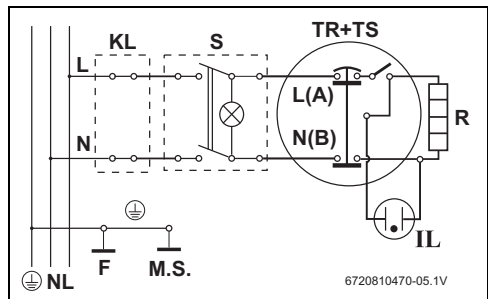 KL S TR+TS
L L(A)
R
N N(B)
IL
F M.S.
NL 6720810470-05.1V